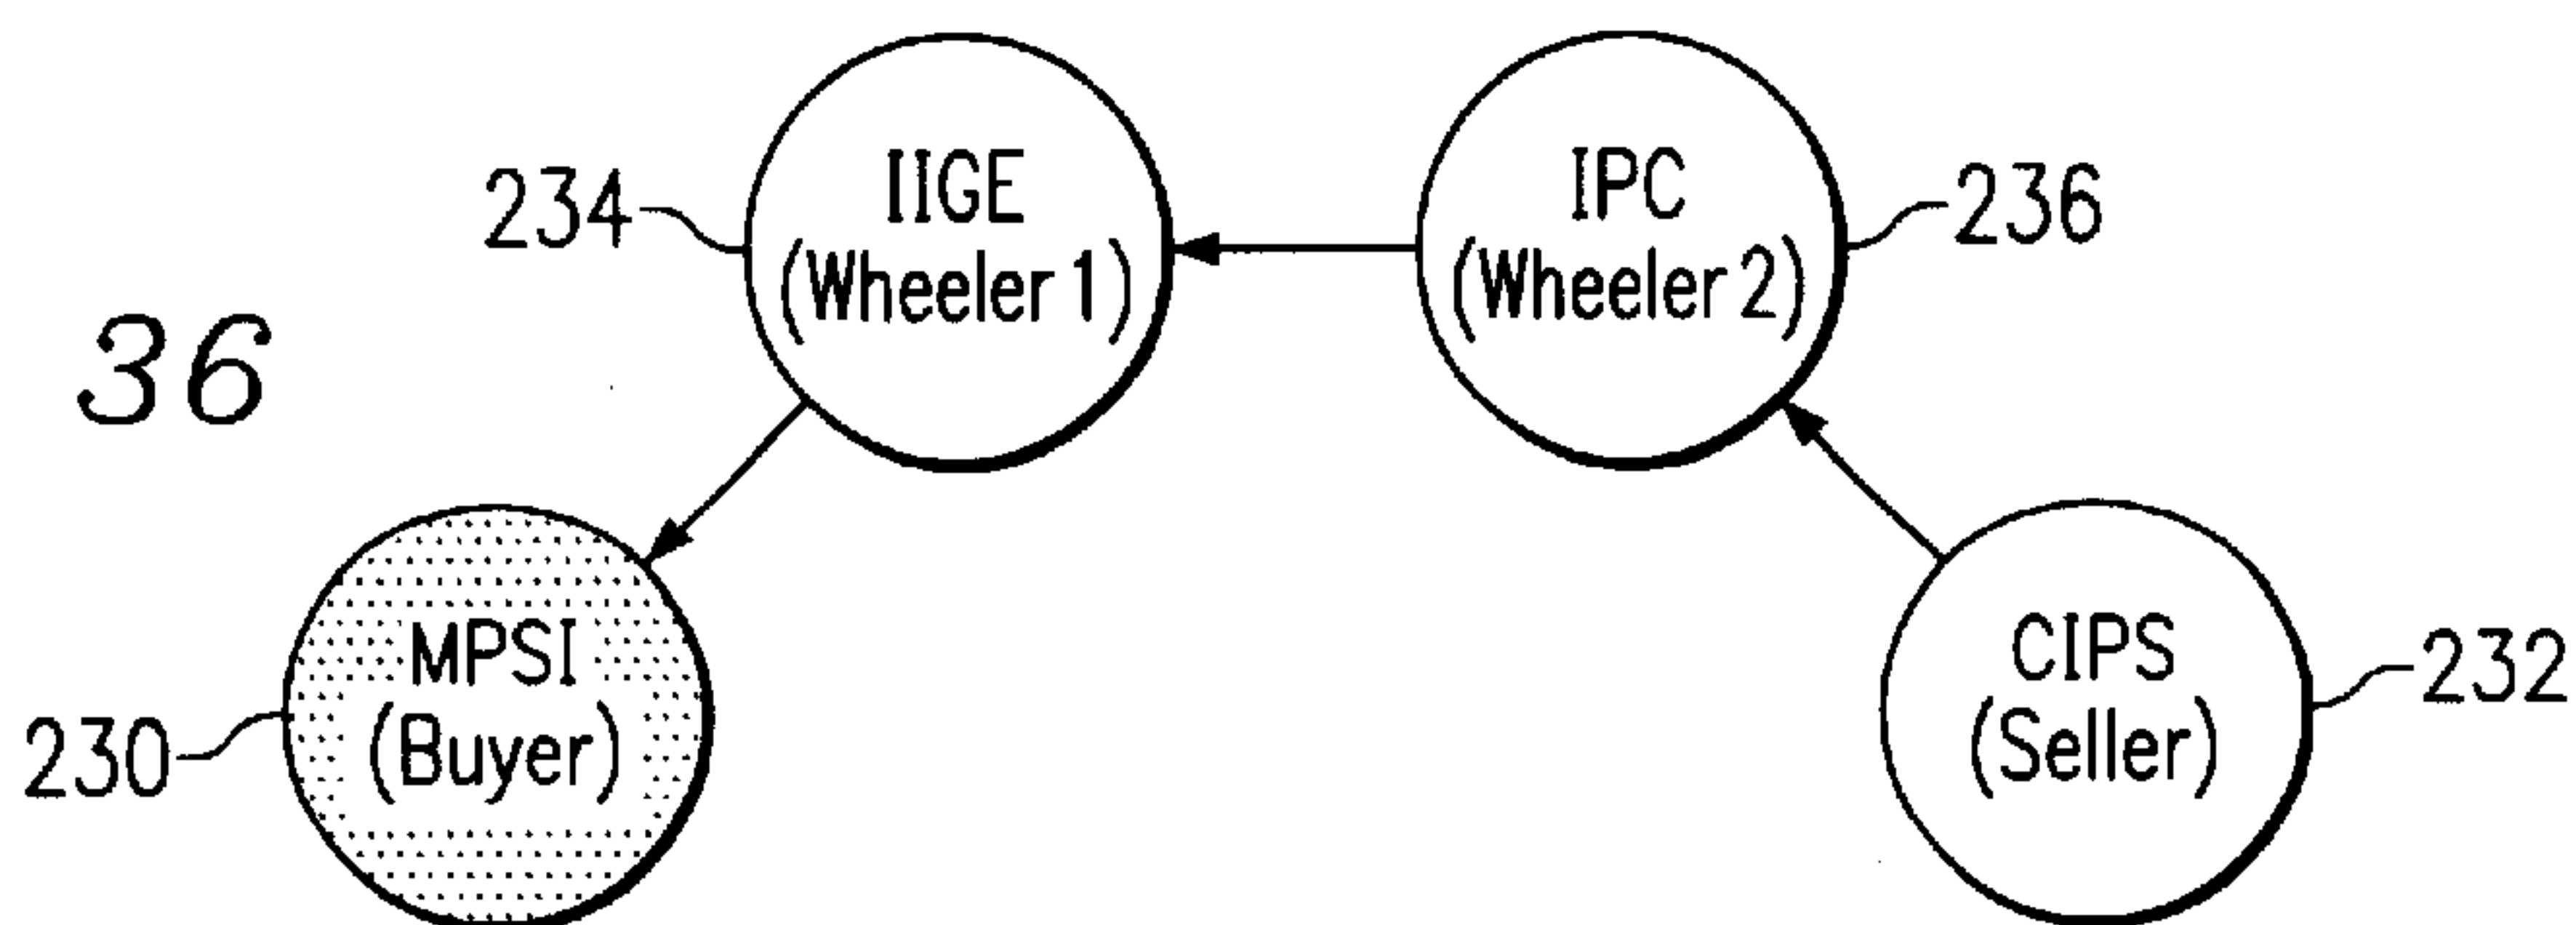 234
IIGE
(Wheeler 1)
IPC
(Wheeler 2)
236
36
MPSI
(Buyer)
230
CIPS
(Seller)
232